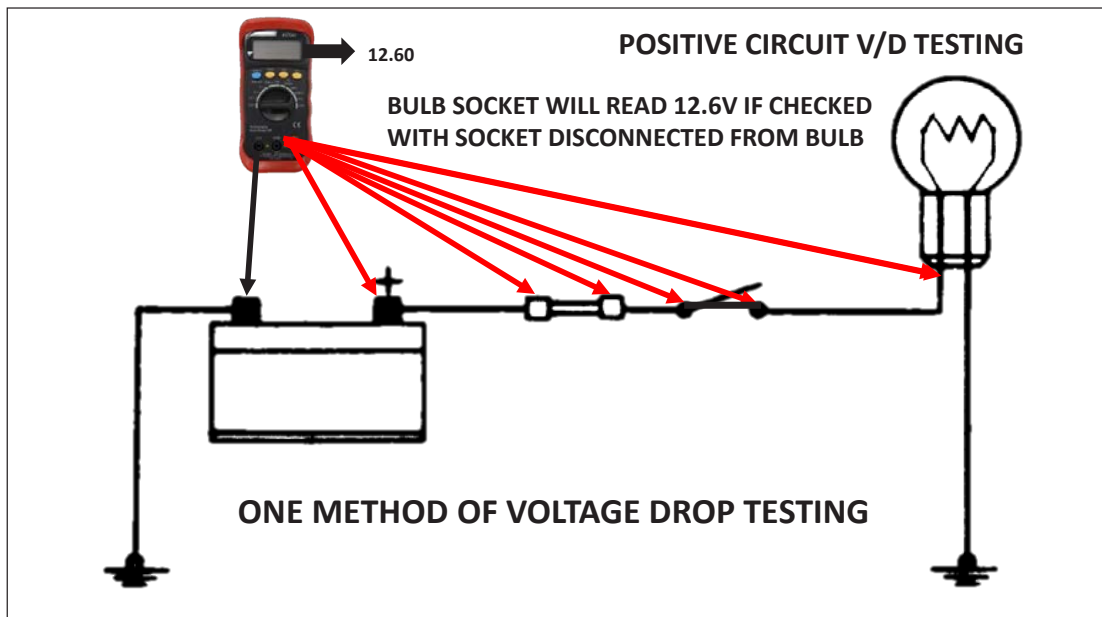 POSITIVE CIRCUIT V/D TESTING
12.60
BULB SOCKET WILL READ 12.6V IF CHECKED
WITH SOCKET DISCONNECTED FROM BULB
ONE METHOD OF VOLTAGE DROP TESTING